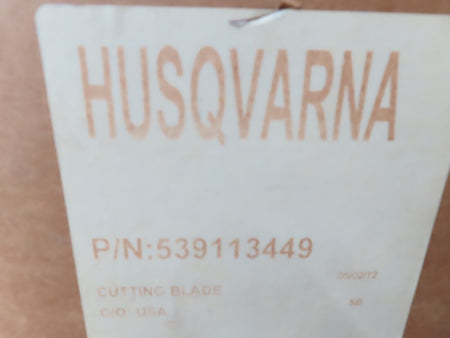 HUSQVARNA
P/N:539113449
05/02/12
CUTTING BLADE
C/O USA